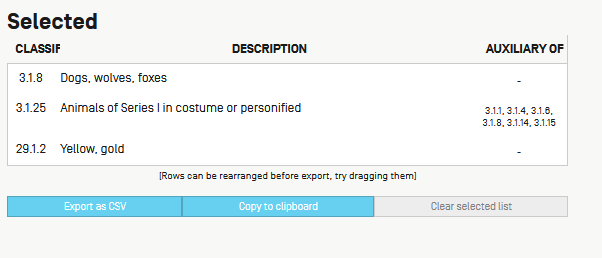 Selected
CLASSIF DESCRIPTION AUXILIARY OF
3.1.8 Dogs, wolves, foxes -
3.1.25 Animals of Series I in costume or personified 3.1.1, 3.1.4, 3.1.6,
3.1.8, 3.1.14, 3.1.15
29.1.2 Yellow, gold -
[Rows can be rearranged before export, try dragging them]
Export as CSV Copy to clipboard Clear selected list